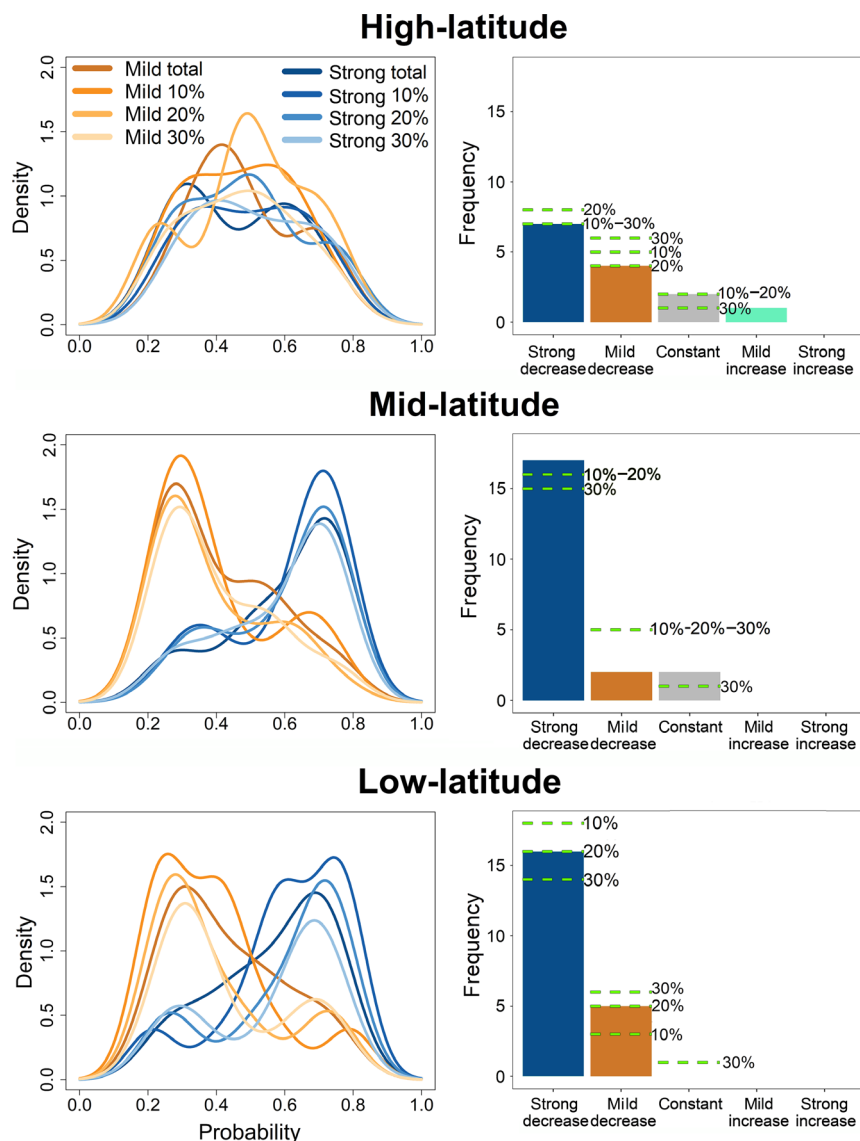 High-latitude
Mild total
Mild 10%
Mild 20%
Mild 30%
Strong total
Strong 10%
Strong 20%
Strong 30%
Density
0.0 0.5 1.0 1.5 2.0
0.0 0.2 0.4 0.6 0.8 1.0
Frequency
15
10
5
0
20%
10%−30%
30%
10%
20%
10%−20%
30%
Strong decrease
Mild decrease
Constant
Mild increase
Strong increase
Mid-latitude
Density
0.0 0.5 1.0 1.5 2.0
0.0 0.2 0.4 0.6 0.8 1.0
Frequency
15
10
5
0
10%−20%
30%
10%-20%−30%
30%
Strong decrease
Mild decrease
Constant
Mild increase
Strong increase
Low-latitude
Density
0.0 0.5 1.0 1.5 2.0
0.0 0.2 0.4 0.6 0.8 1.0
Probability
Frequency
15
10
5
0
10%
20%
30%
30%
20%
10%
30%
Strong decrease
Mild decrease
Constant
Mild increase
Strong increase